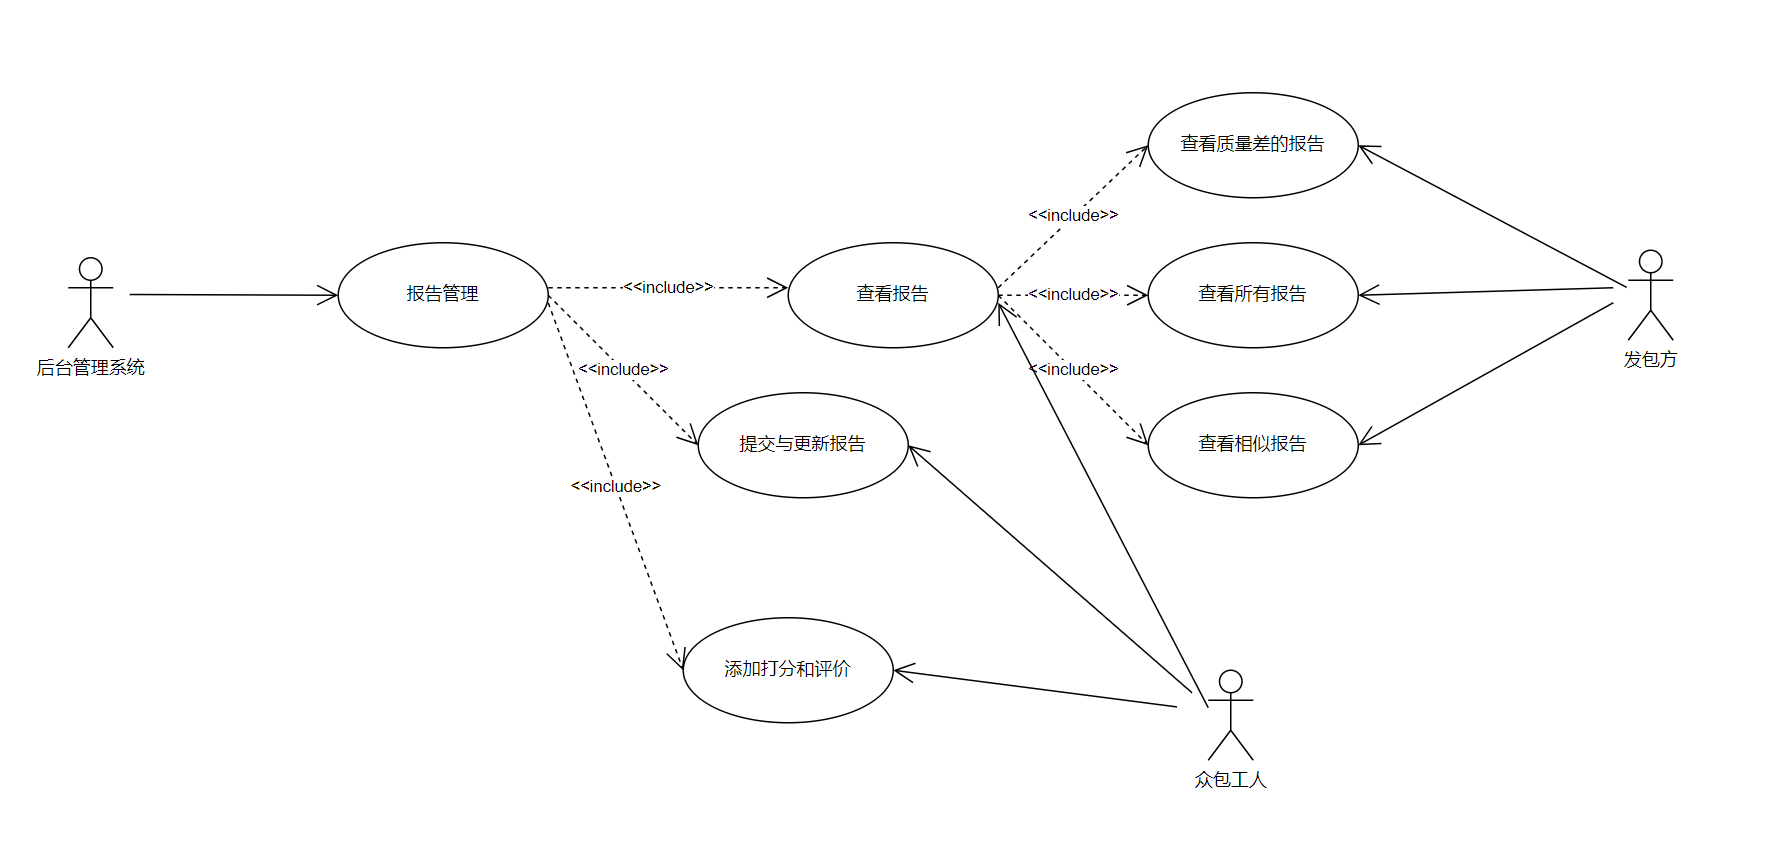 查看质量差的报告
<<include>>
报告管理
<<include>>
查看报告
<<include>>
查看所有报告
后台管理系统
发包方
<<include>>
<<include>>
提交与更新报告
查看相似报告
<<include>>
添加打分和评价
众包工人